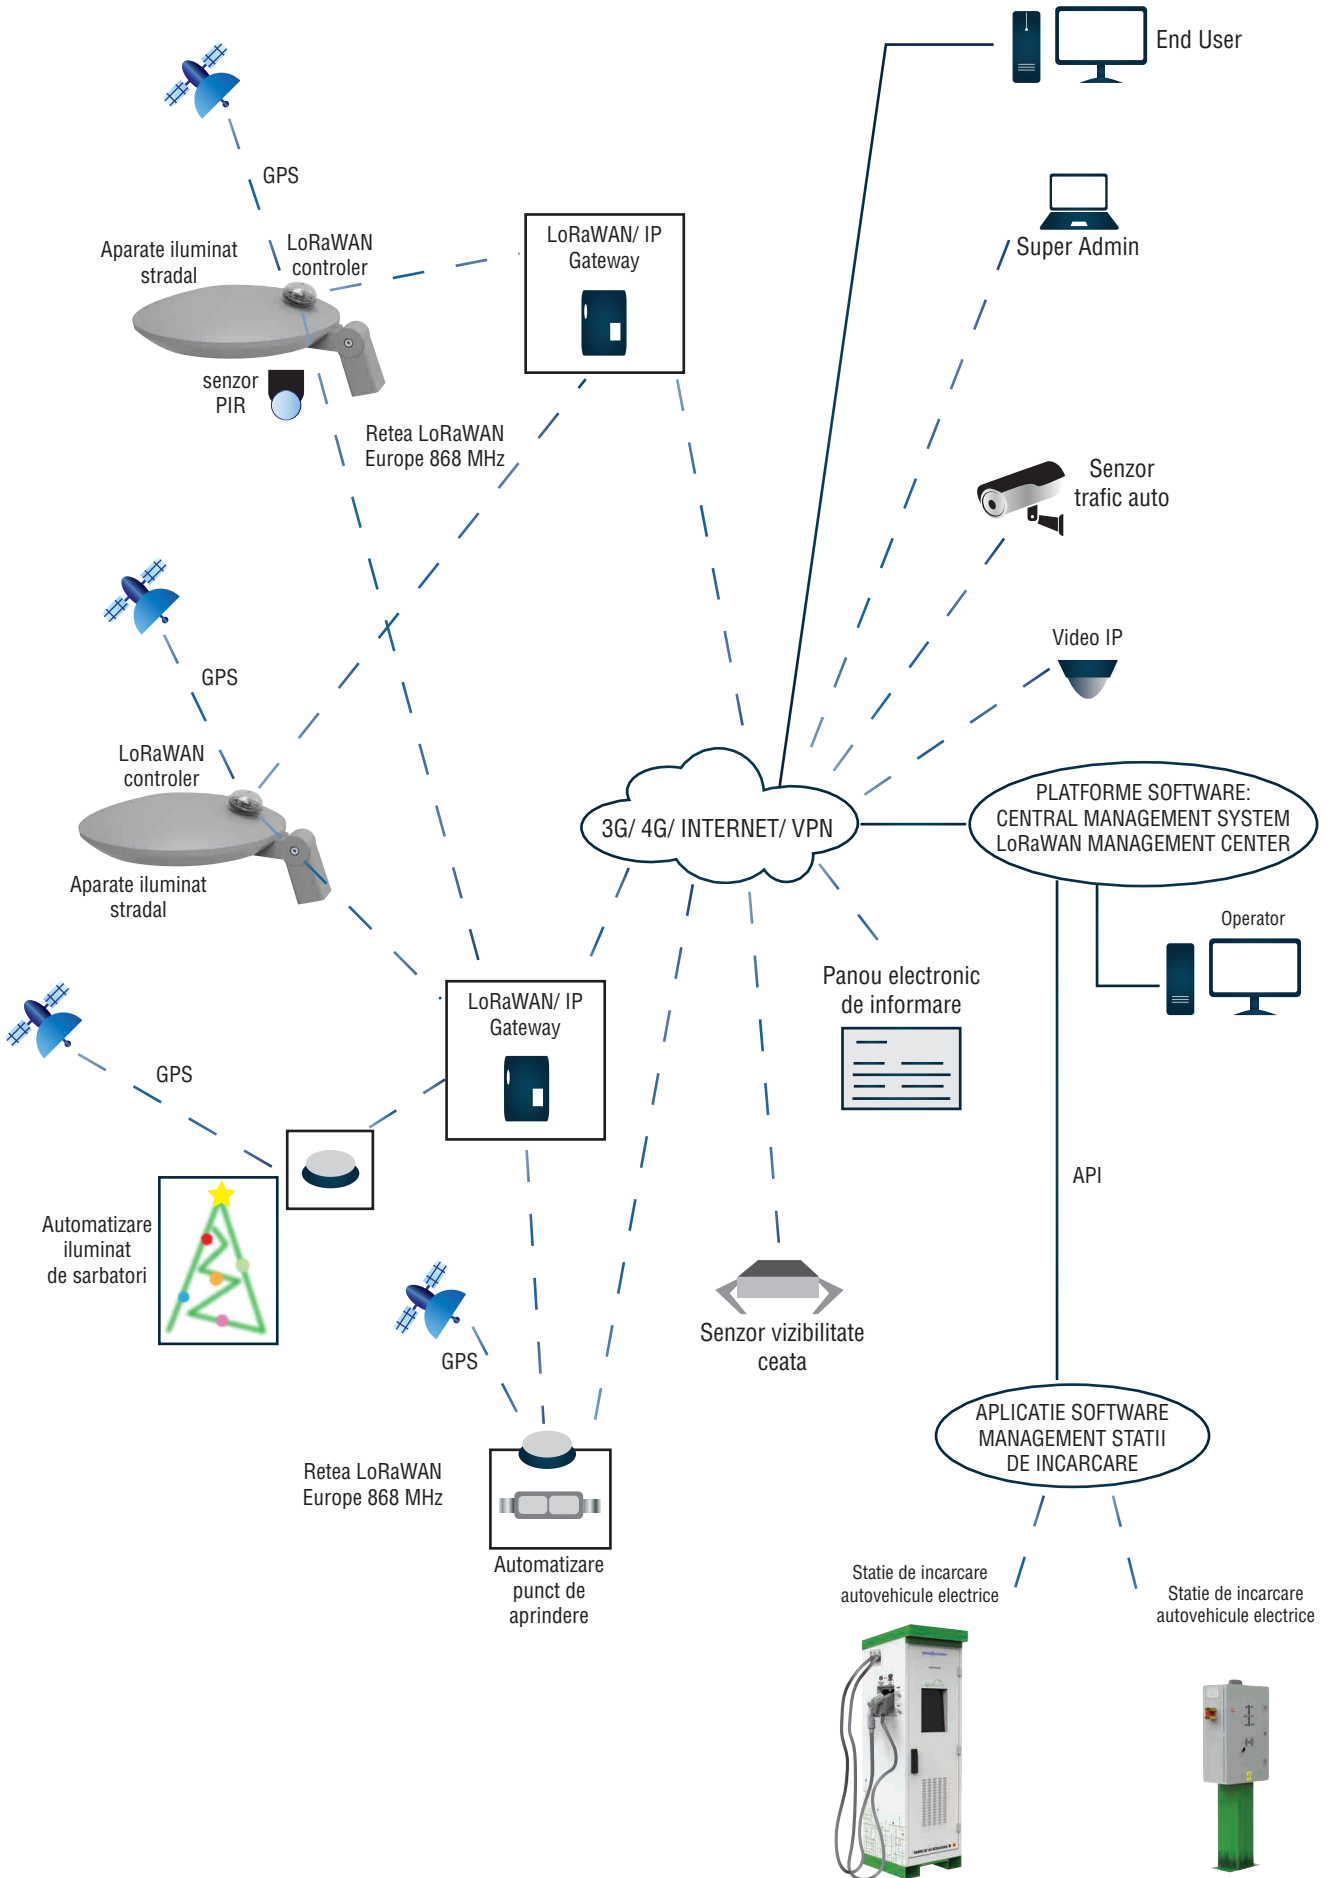 End User
GPS
Super Admin
Aparate iluminat
stradal
LoRaWAN
controler
LoRaWAN/ IP
Gateway
senzor
PIR
Retea LoRaWAN
Europe 868 MHz
Senzor
trafic auto
Video IP
GPS
LoRaWAN
controler
Aparate iluminat
stradal
3G/ 4G/ INTERNET/ VPN
PLATFORME SOFTWARE:
CENTRAL MANAGEMENT SYSTEM
LoRaWAN MANAGEMENT CENTER
Operator
Panou electronic
de informare
LoRaWAN/ IP
Gateway
GPS
API
Automatizare
iluminat
de sarbatori
GPS
Senzor vizibilitate
ceata
Retea LoRaWAN
Europe 868 MHz
Automatizare
punct de
aprindere
APLICATIE SOFTWARE
MANAGEMENT STATII
DE INCARCARE
Statie de incarcare
autovehicule electrice
Statie de incarcare
autovehicule electrice